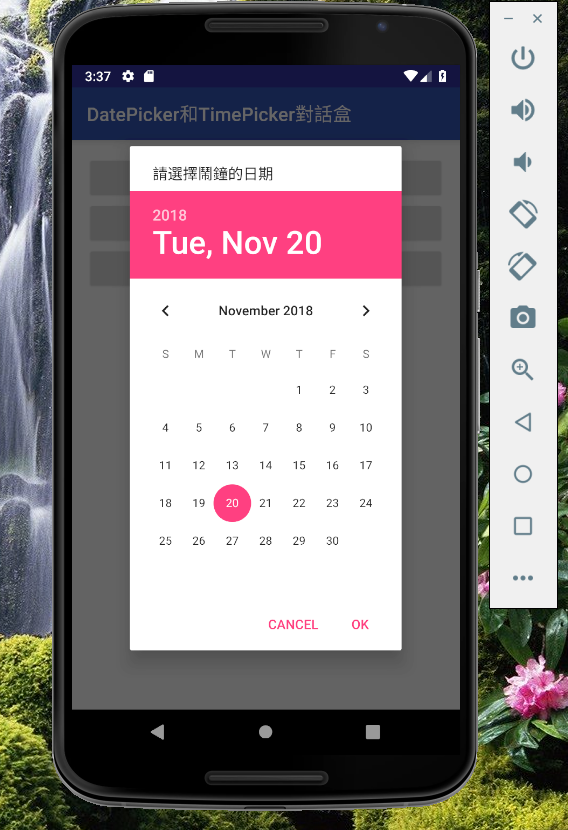 3:37
DatePicker和TimePicker對話盒
請選擇鬧鐘的日期
2018
Tue, Nov 20
November 2018
S M T W T F S
1 2 3
4 5 6 7 8 9 10
11 12 13 14 15 16 17
18 19 20 21 22 23 24
25 26 27 28 29 30
CANCEL OK